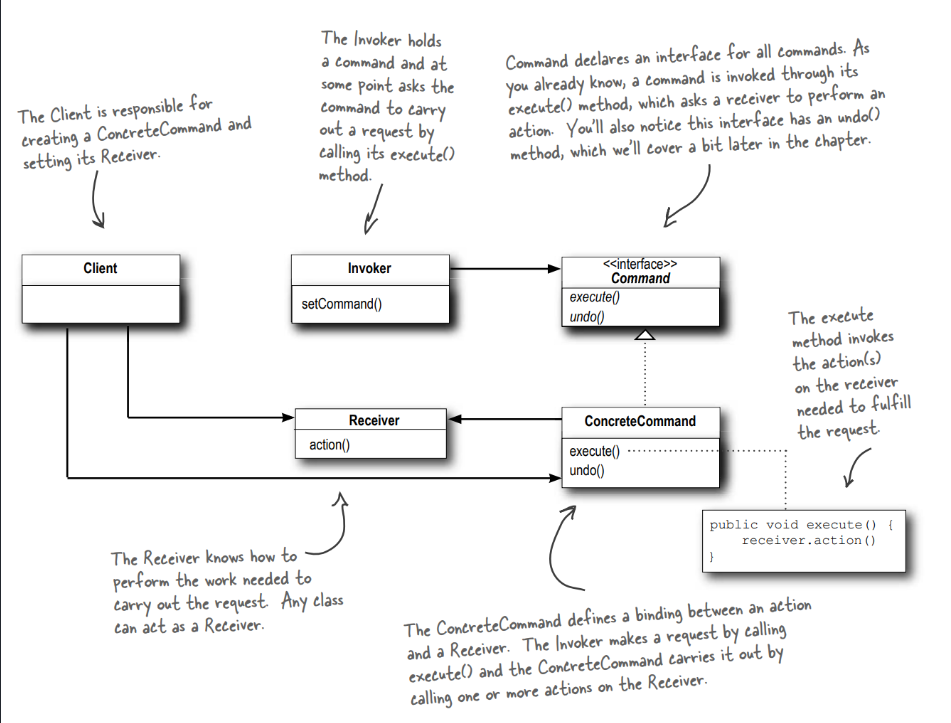 The Invoker holds
a command and at
some point asks the
command to carry
out a request by
calling its execute()
method.
Command declares an interface for all commands. As
you already know, a command is invoked through its
execute() method, which asks a receiver to perform an
action. You'll also notice this interface has an undo()
method, which we'll cover a bit later in the chapter.
The Client is responsible for
creating a ConcreteCommand and
setting its Receiver.
Client
Invoker
setCommand()
<<interface>>
Command
execute()
undo()
The execute
method invokes
the action(s)
on the receiver
needed to fulfill
the request.
Receiver
action()
ConcreteCommand
execute()
undo()
public void execute() {
    receiver.action()
}
The Receiver knows how to
perform the work needed to
carry out the request. Any class
can act as a Receiver.
The ConcreteCommand defines a binding between an action
and a Receiver. The Invoker makes a request by calling
execute() and the ConcreteCommand carries it out by
calling one or more actions on the Receiver.